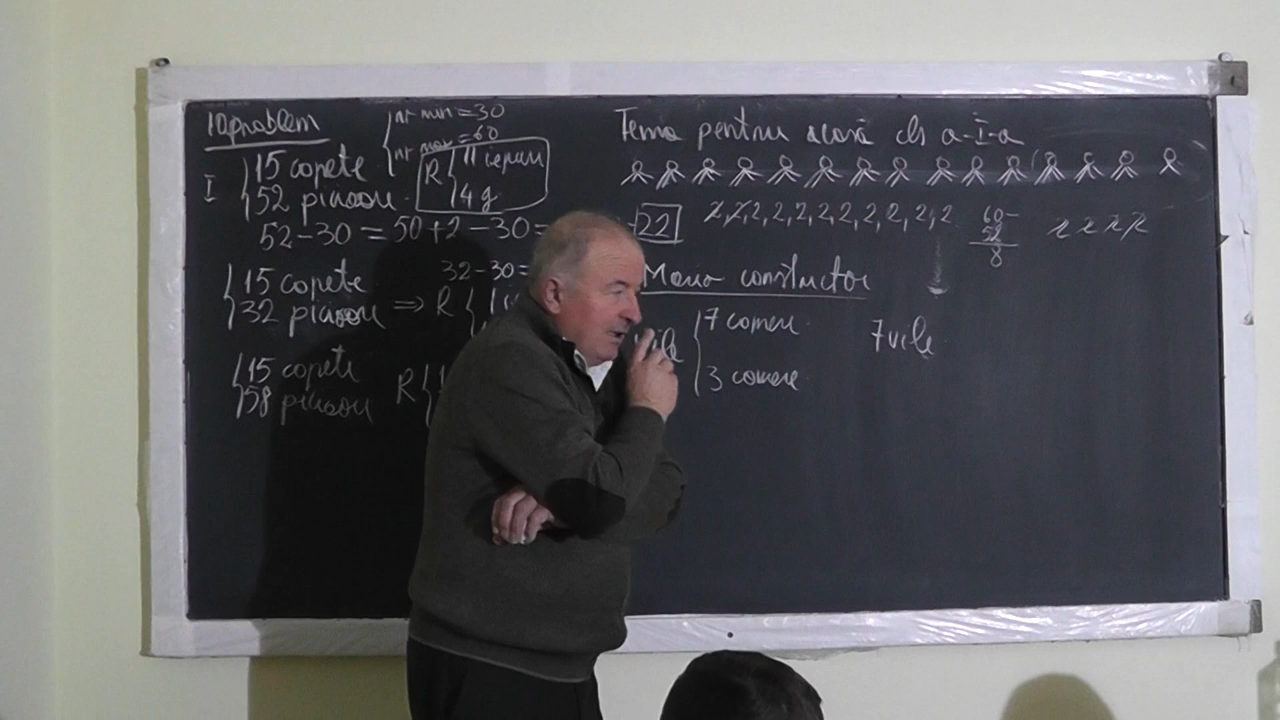 10 problem
nr min = 30
nr max = 60
I 15 capete
52 picioare
R 11 iepuri
4 g
52-30 = 50+2-30 =
22
15 capete
32 picioare => R
32-30=
15 capete
58 picioare R
Tema pentru acasă cls a-I-a
2, 2, 2, 2, 2, 2, 2, 2, 2, 2, 2
60-
52
8
2 2 2 2
constructor
7 camere
3 camere
7 vile